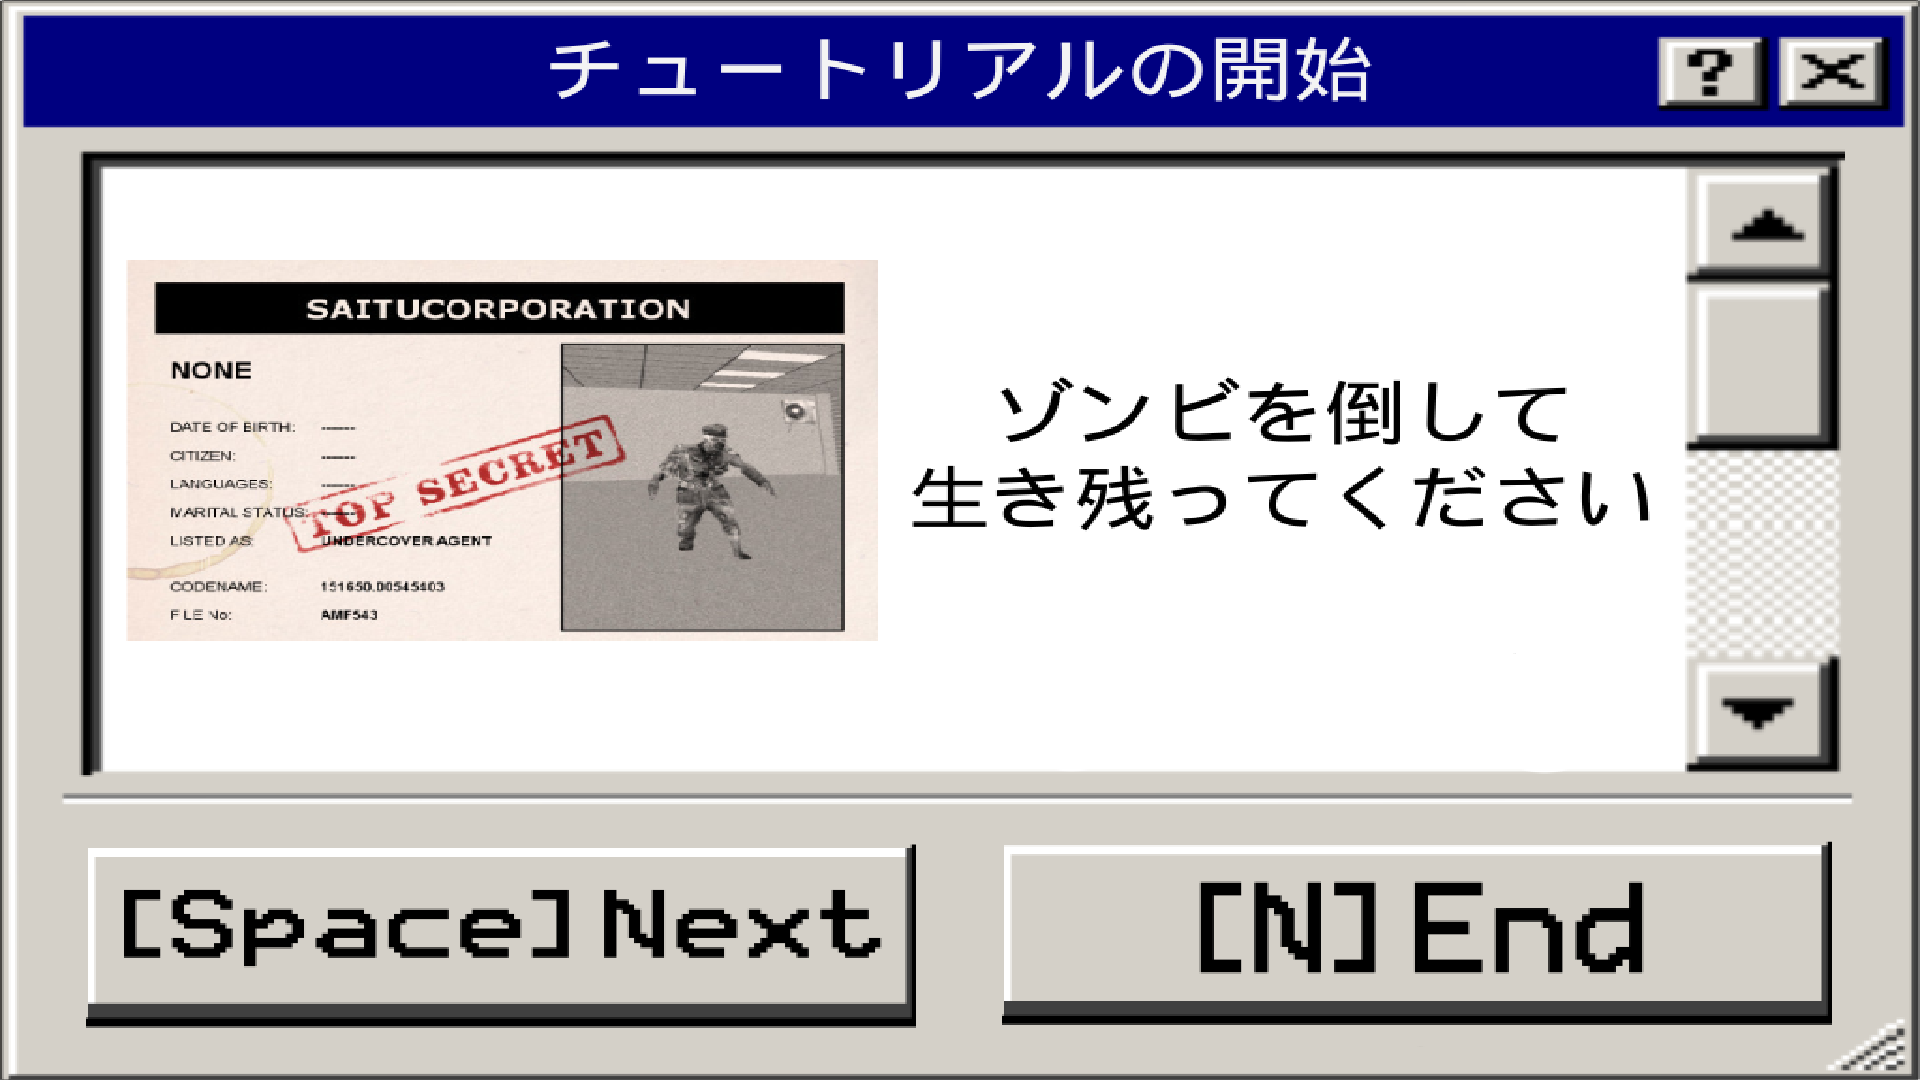 チュートリアルの開始
?
SAITUCORPORATION
NONE
DATE OF BIRTH: ------
CITIZEN: ------
LANGUAGES: ------
MARITAL STATUS: ------
LISTED AS: UNDERCOVER AGENT
TOP SECRET
CODENAME: 151650.00545403
FILE No: AMF543
ゾンビを倒して
生き残ってください
[Space] Next
[N] End